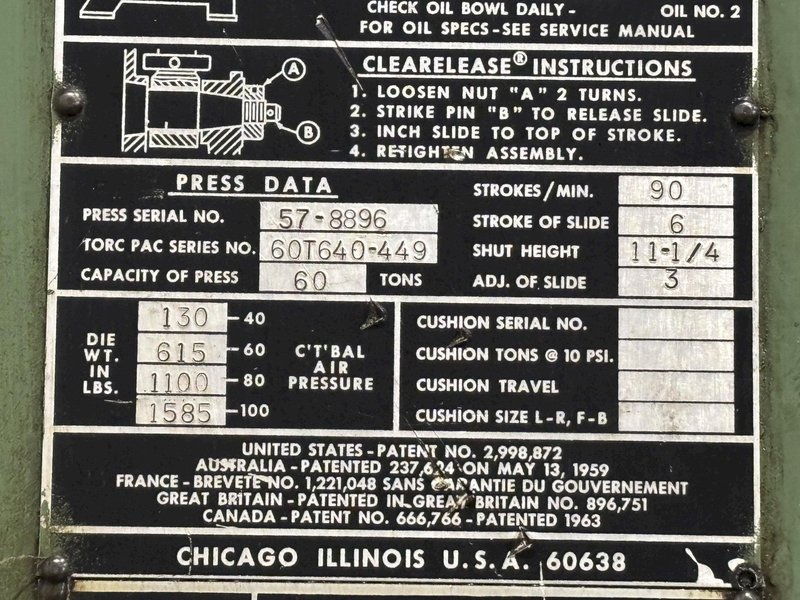 CHECK OIL BOWL DAILY - OIL NO. 2
FOR OIL SPECS-SEE SERVICE MANUAL
CLEARELEASE® INSTRUCTIONS
A
B
1. LOOSEN NUT "A" 2 TURNS.
2. STRIKE PIN "B" TO RELEASE SLIDE.
3. INCH SLIDE TO TOP OF STROKE.
4. RETIGHTEN ASSEMBLY.
PRESS DATA
PRESS SERIAL NO. 57-8896
TORC PAC SERIES NO. 60T640-449
CAPACITY OF PRESS 60 TONS
STROKES/MIN. 90
STROKE OF SLIDE 6
SHUT HEIGHT 11-1/4
ADJ. OF SLIDE 3
DIE
WT.
IN
LBS.
130 -40
615 -60
1100 -80
1585 -100
C'T'BAL
AIR
PRESSURE
CUSHION SERIAL NO.
CUSHION TONS @ 10 PSI.
CUSHION TRAVEL
CUSHION SIZE L-R, F-B
UNITED STATES - PATENT NO. 2,998,872
AUSTRALIA - PATENTED 237,634 ON MAY 13, 1959
FRANCE - BREVETE NO. 1,221,048 SANS GARANTIE DU GOUVERNEMENT
GREAT BRITAIN - PATENTED IN GREAT BRITAIN NO. 896,751
CANADA - PATENT NO. 666,766 - PATENTED 1963
CHICAGO ILLINOIS U.S.A. 60638